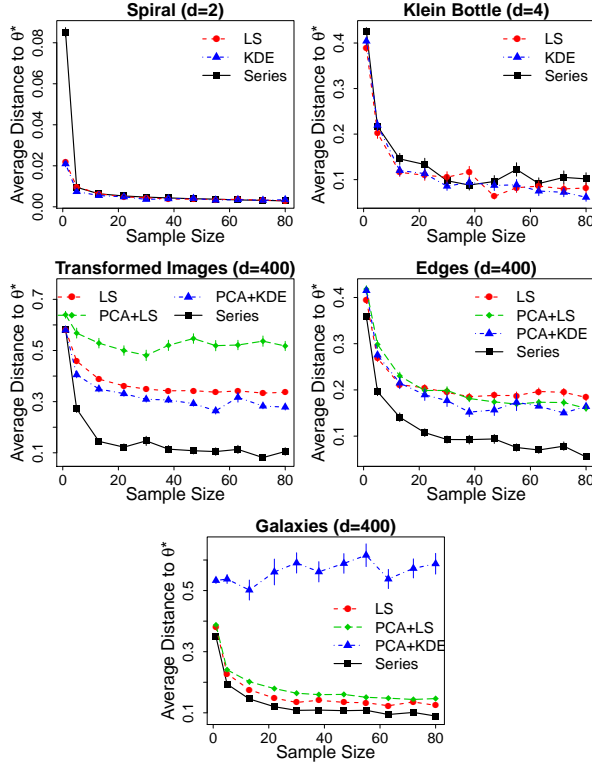 Spiral (d=2)
Average Distance to θ*
0.00 0.02 0.04 0.06 0.08
LS
KDE
Series
0 20 40 60 80
Sample Size
Klein Bottle (d=4)
Average Distance to θ*
0.1 0.2 0.3 0.4
LS
KDE
Series
0 20 40 60 80
Sample Size
Transformed Images (d=400)
Average Distance to θ*
0.1 0.3 0.5 0.7
LS
PCA+LS
PCA+KDE
Series
0 20 40 60 80
Sample Size
Edges (d=400)
Average Distance to θ*
0.1 0.2 0.3 0.4
LS
PCA+LS
PCA+KDE
Series
0 20 40 60 80
Sample Size
Galaxies (d=400)
Average Distance to θ*
0.1 0.3 0.5
LS
PCA+LS
PCA+KDE
Series
0 20 40 60 80
Sample Size